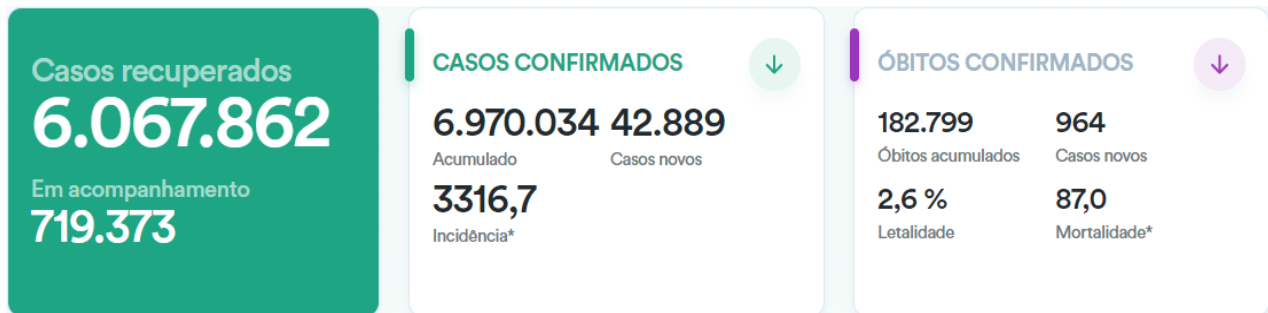 Casos recuperados
6.067.862
Em acompanhamento
719.373
CASOS CONFIRMADOS
6.970.034 42.889
Acumulado Casos novos
3316,7
Incidência*
ÓBITOS CONFIRMADOS
182.799 964
Óbitos acumulados Casos novos
2,6 % 87,0
Letalidade Mortalidade*